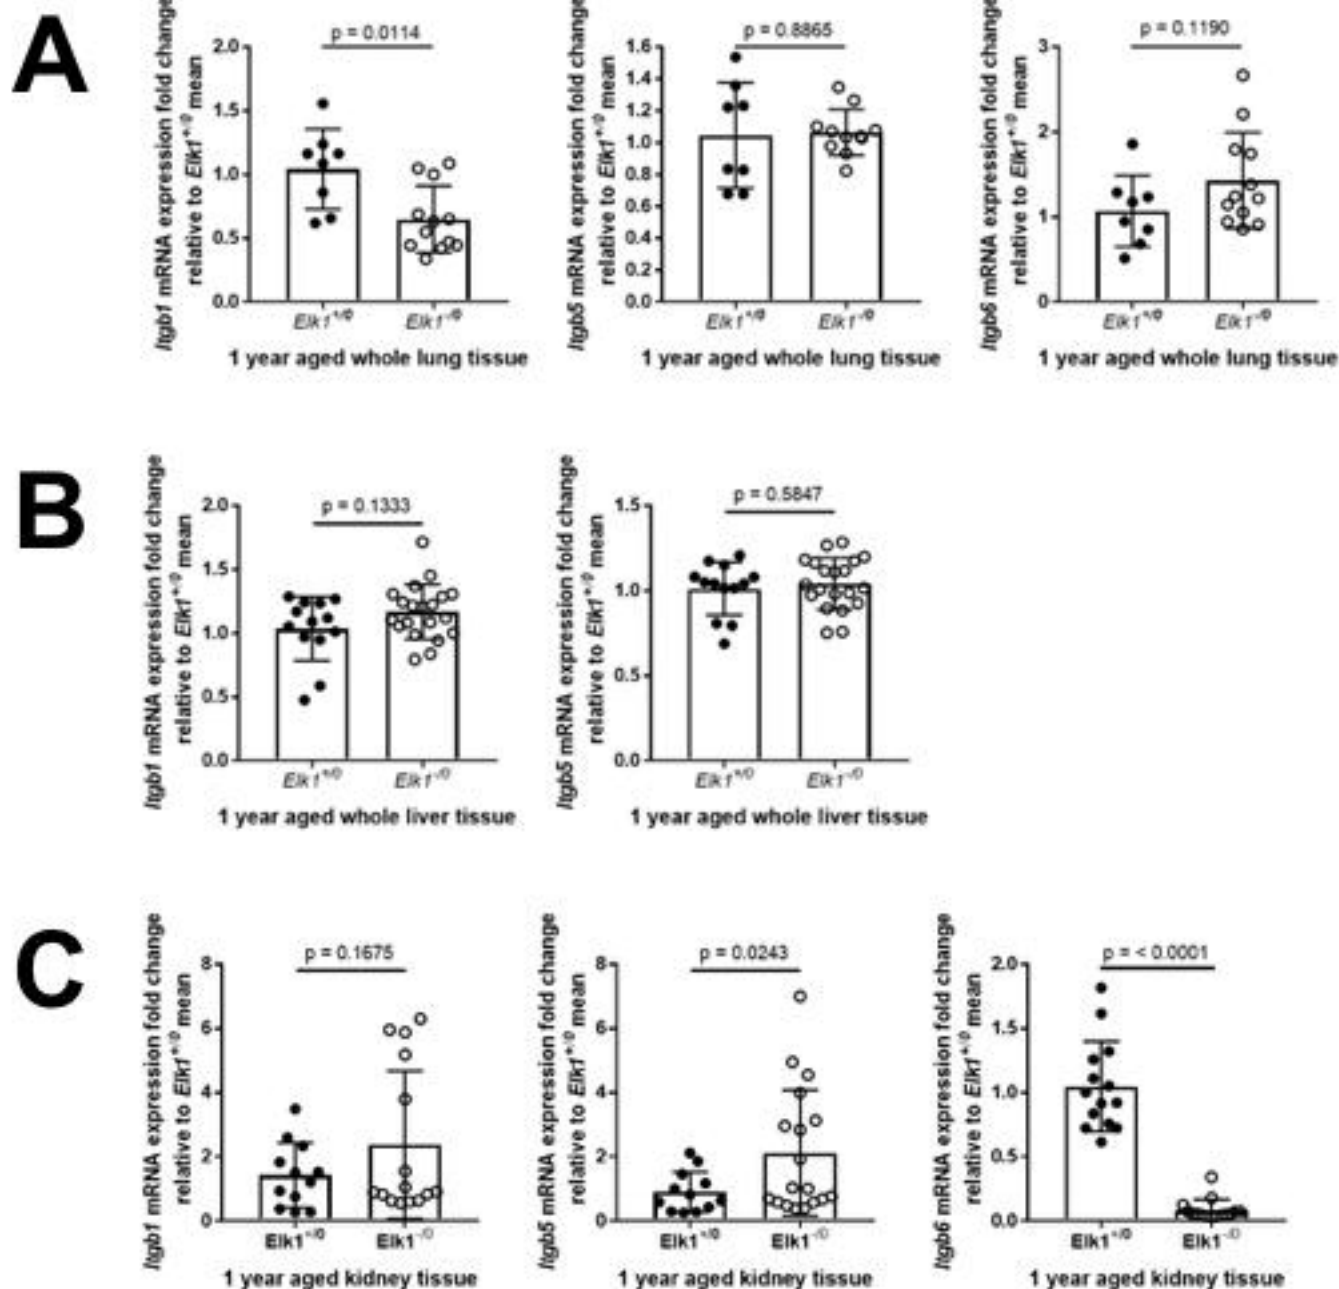 A
Itgb1 mRNA expression fold change
relative to Elk1+/0 mean
p = 0.0114
2.0
1.5
1.0
0.5
0.0
Elk1+/0
Elk1-/0
1 year aged whole lung tissue
Itgb5 mRNA expression fold change
relative to Elk1+/0 mean
p = 0.8865
1.6
1.4
1.2
1.0
0.8
0.6
0.4
0.2
0.0
Elk1+/0
Elk1-/0
1 year aged whole lung tissue
Itgb6 mRNA expression fold change
relative to Elk1+/0 mean
p = 0.1190
3
2
1
0
Elk1+/0
Elk1-/0
1 year aged whole lung tissue
B
Itgb1 mRNA expression fold change
relative to Elk1+/0 mean
p = 0.1333
2.0
1.5
1.0
0.5
0.0
Elk1+/0
Elk1-/0
1 year aged whole liver tissue
Itgb5 mRNA expression fold change
relative to Elk1+/0 mean
p = 0.5847
1.5
1.0
0.5
0.0
Elk1+/0
Elk1-/0
1 year aged whole liver tissue
C
Itgb1 mRNA expression fold change
relative to Elk1+/0 mean
p = 0.1675
8
6
4
2
0
Elk1+/0
Elk1-/0
1 year aged kidney tissue
Itgb5 mRNA expression fold change
relative to Elk1+/0 mean
p = 0.0243
8
6
4
2
0
Elk1+/0
Elk1-/0
1 year aged kidney tissue
Itgb6 mRNA expression fold change
relative to Elk1+/0 mean
p = < 0.0001
2.0
1.5
1.0
0.5
0.0
Elk1+/0
Elk1-/0
1 year aged kidney tissue